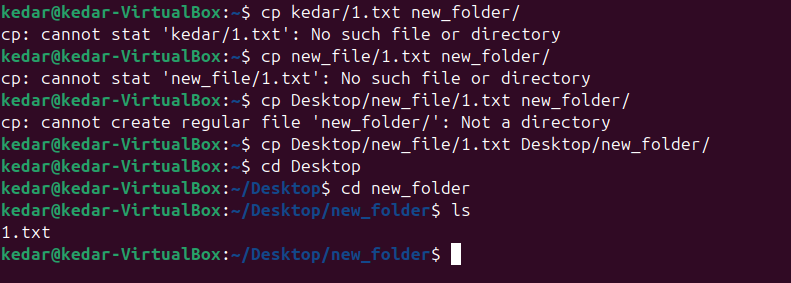 kedar@kedar-VirtualBox:~$ cp kedar/1.txt new_folder/
cp: cannot stat 'kedar/1.txt': No such file or directory
kedar@kedar-VirtualBox:~$ cp new_file/1.txt new_folder/
cp: cannot stat 'new_file/1.txt': No such file or directory
kedar@kedar-VirtualBox:~$ cp Desktop/new_file/1.txt new_folder/
cp: cannot create regular file 'new_folder/': Not a directory
kedar@kedar-VirtualBox:~$ cp Desktop/new_file/1.txt Desktop/new_folder/
kedar@kedar-VirtualBox:~$ cd Desktop
kedar@kedar-VirtualBox:~/Desktop$ cd new_folder
kedar@kedar-VirtualBox:~/Desktop/new_folder$ ls
1.txt
kedar@kedar-VirtualBox:~/Desktop/new_folder$